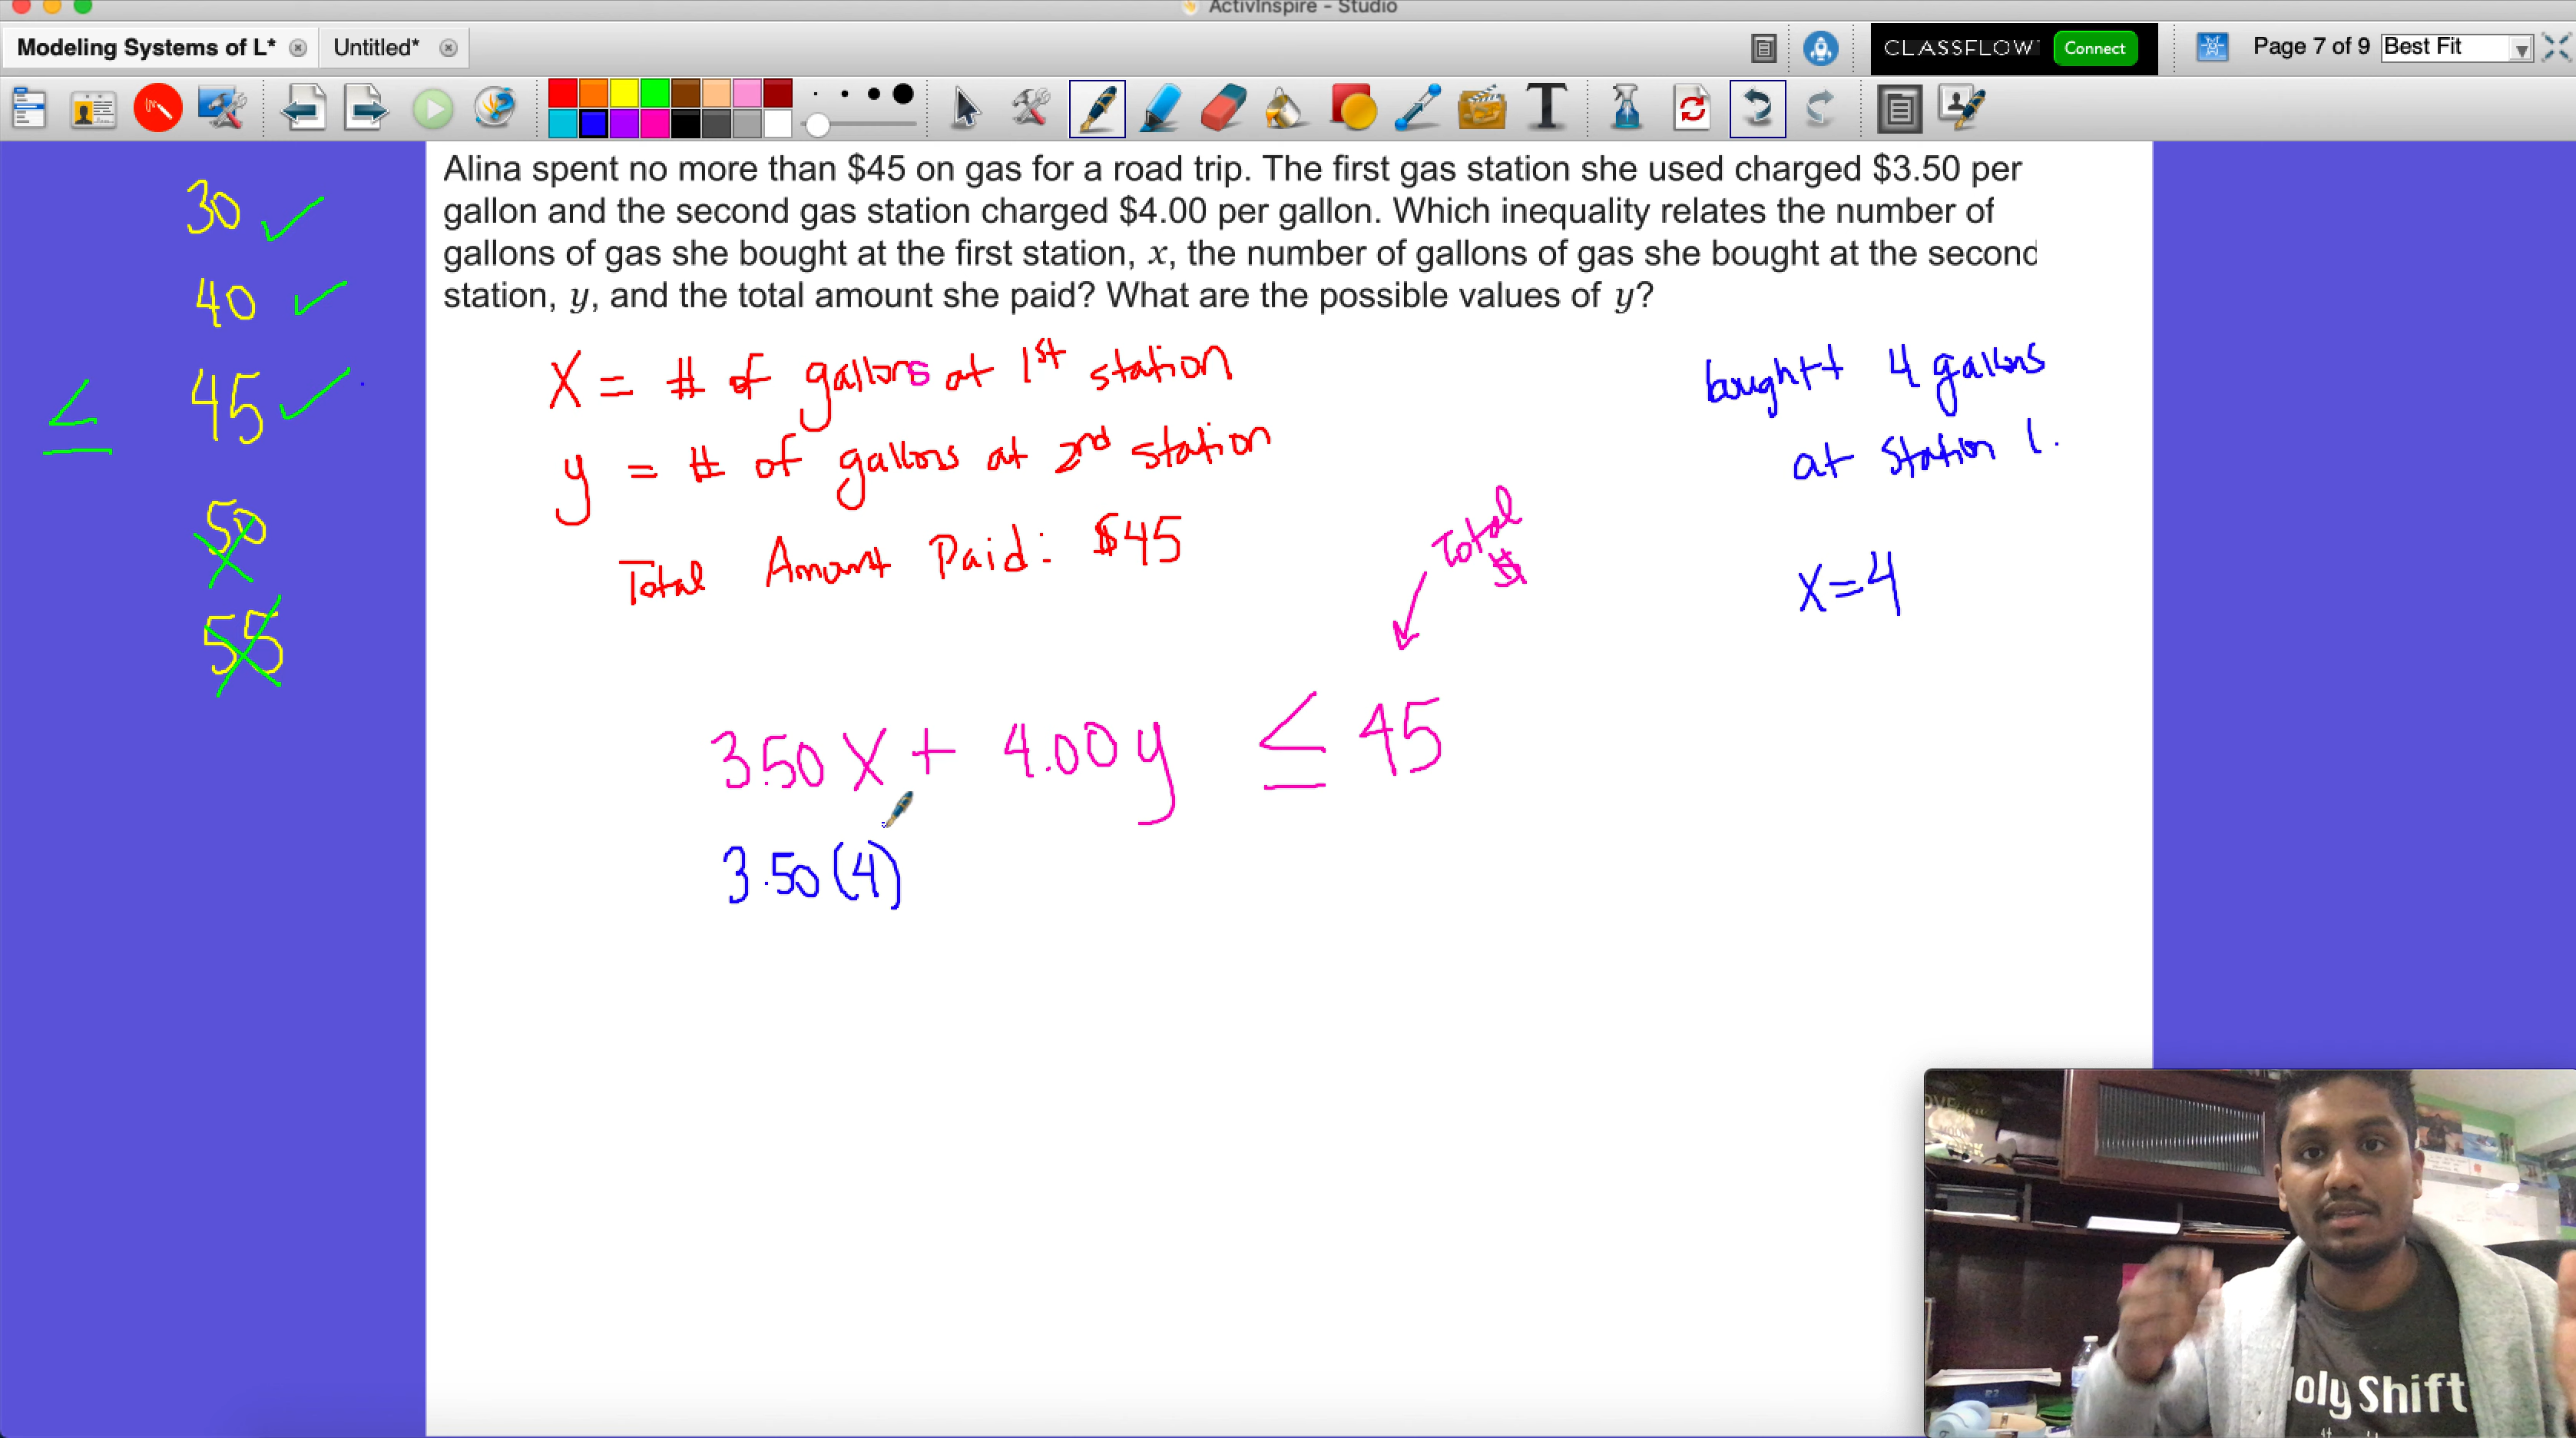 ActivInspire - Studio
Modeling Systems of L*
Untitled*
CLASSFLOW
Connect
Page 7 of 9
Best Fit
Alina spent no more than $45 on gas for a road trip. The first gas station she used charged $3.50 per
gallon and the second gas station charged $4.00 per gallon. Which inequality relates the number of
gallons of gas she bought at the first station, x, the number of gallons of gas she bought at the second
station, y, and the total amount she paid? What are the possible values of y?
30 ✓
40 ✓
≤ 45 ✓
50
55
X = # of gallons at 1st station
y = # of gallons at 2nd station
Total Amount Paid: $45
bought 4 gallons
at station 1.
x=4
Total
$
3.50 X + 4.00 y ≤ 45
3.50 (4)
oly Shift